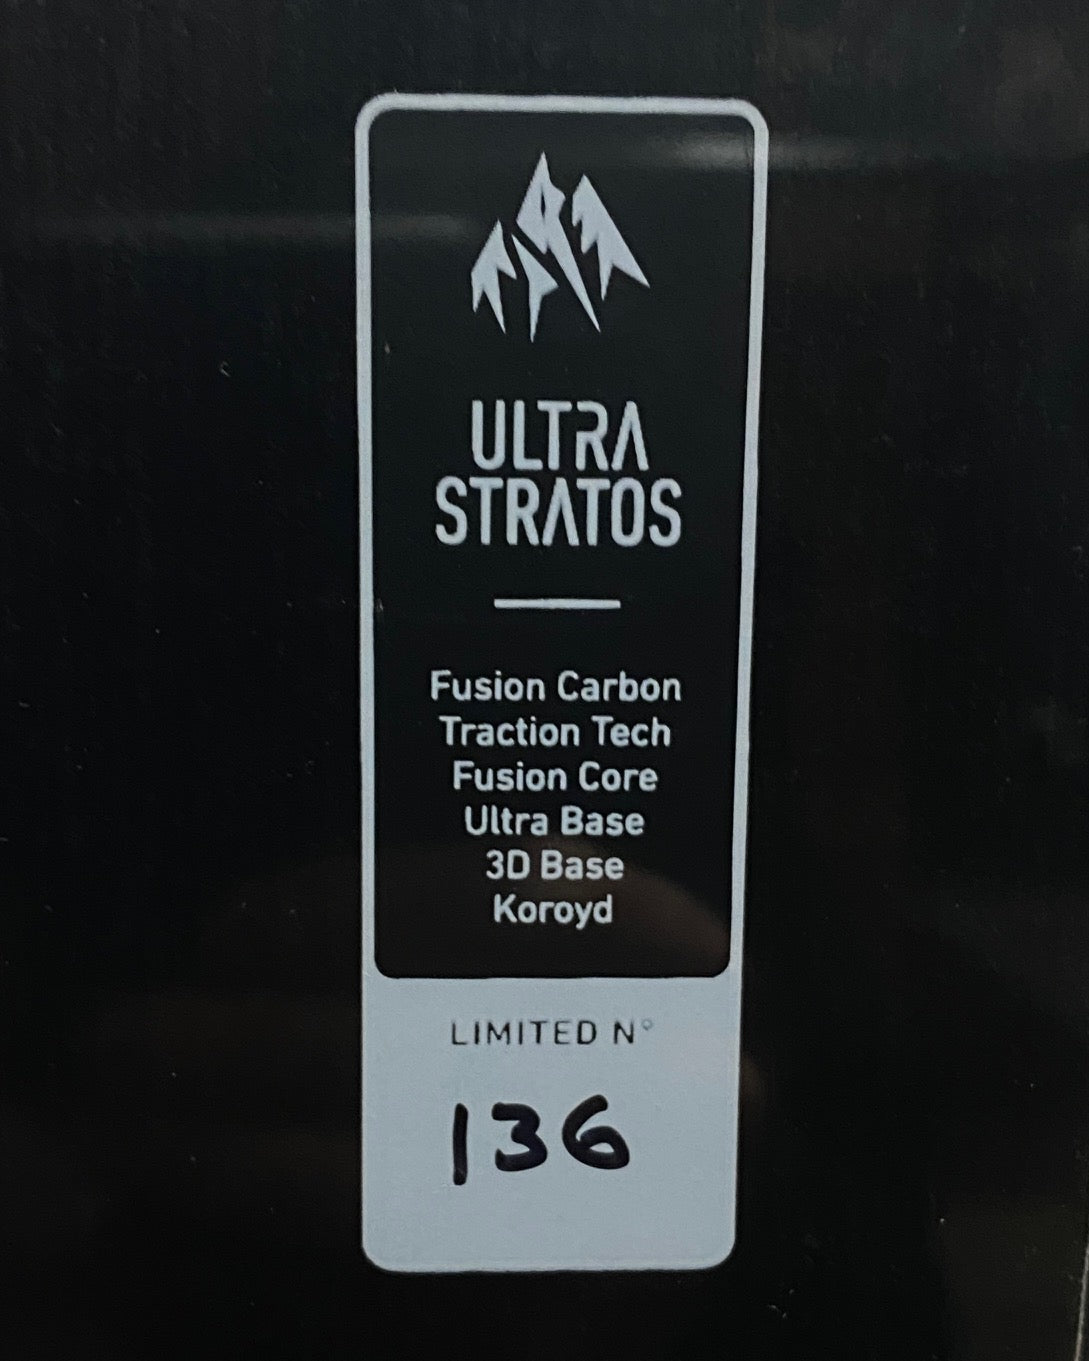 ULTRA
STRATOS
Fusion Carbon
Traction Tech
Fusion Core
Ultra Base
3D Base
Koroyd
LIMITED N°
136